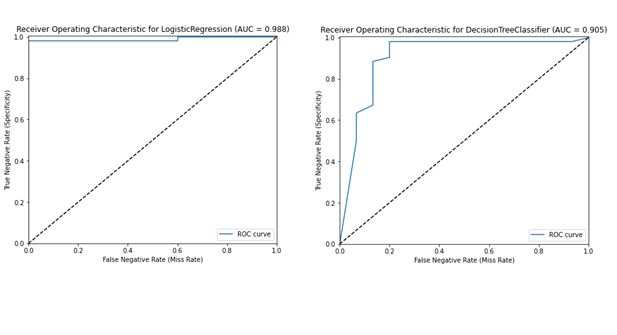 Receiver Operating Characteristic for LogisticRegression (AUC = 0.988)
1.0
0.8
0.6
0.4
0.2
0.0
True Negative Rate (Specificity)
ROC curve
0.0 0.2 0.4 0.6 0.8 1.0
False Negative Rate (Miss Rate)
Receiver Operating Characteristic for DecisionTreeClassifier (AUC = 0.905)
1.0
0.8
0.6
0.4
0.2
0.0
True Negative Rate (Specificity)
ROC curve
0.0 0.2 0.4 0.6 0.8 1.0
False Negative Rate (Miss Rate)